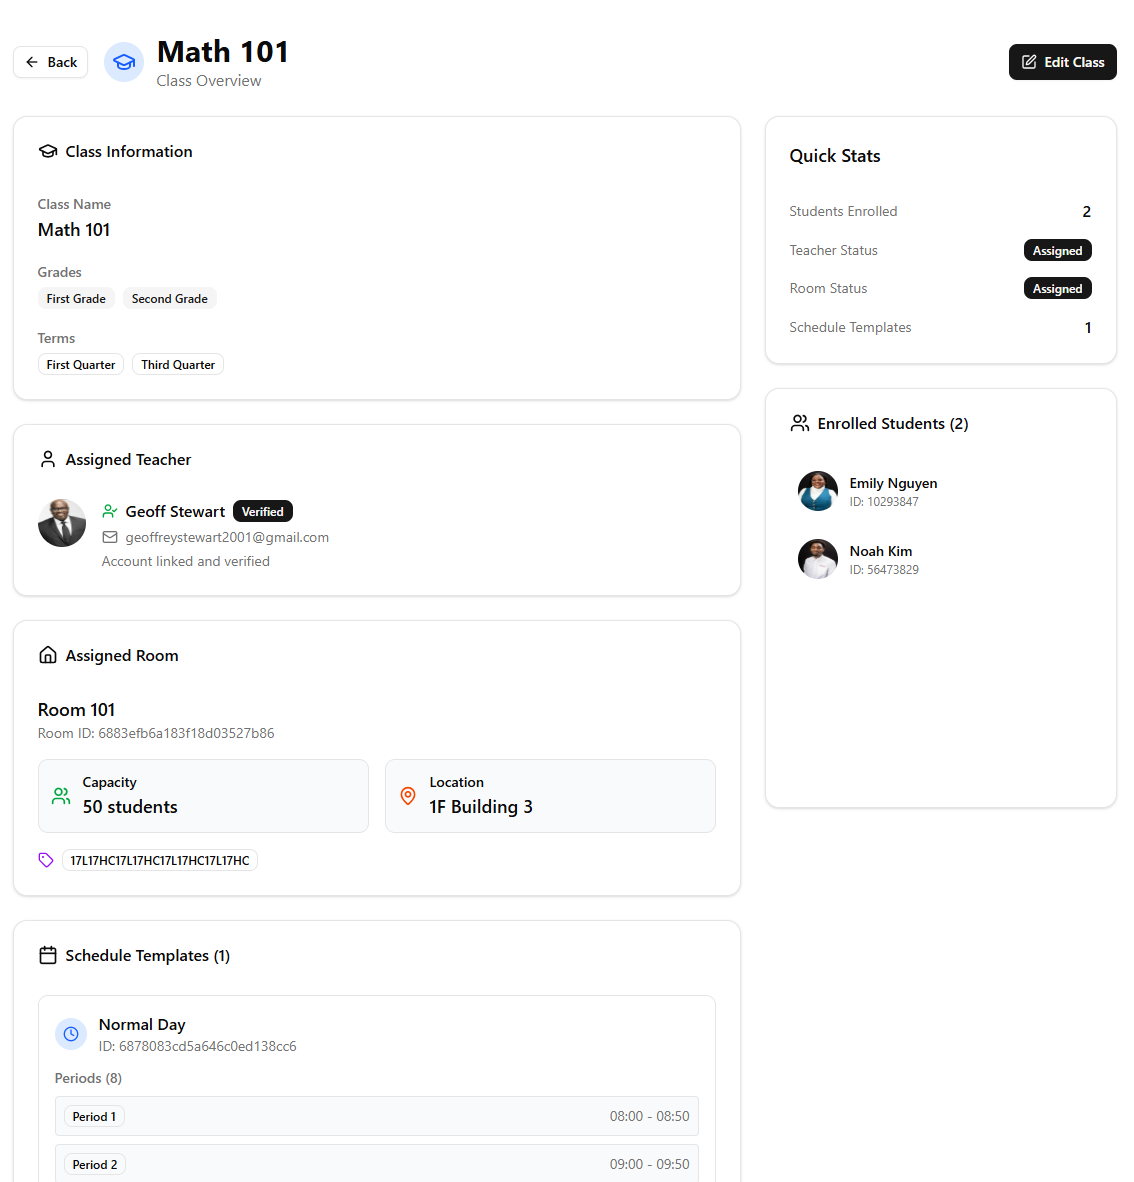 Back
Math 101
Class Overview
Edit Class
Class Information
Class Name
Math 101
Grades
First Grade Second Grade
Terms
First Quarter Third Quarter
Assigned Teacher
Geoff Stewart Verified
geoffreystewart2001@gmail.com
Account linked and verified
Assigned Room
Room 101
Room ID: 6883efb6a183f18d03527b86
Capacity
50 students
Location
1F Building 3
17L17HC17L17HC17L17HC17L17HC
Schedule Templates (1)
Normal Day
ID: 6878083cd5a646c0ed138cc6
Periods (8)
Period 1 08:00 - 08:50
Period 2 09:00 - 09:50
Quick Stats
Students Enrolled 2
Teacher Status Assigned
Room Status Assigned
Schedule Templates 1
Enrolled Students (2)
Emily Nguyen
ID: 10293847
Noah Kim
ID: 56473829